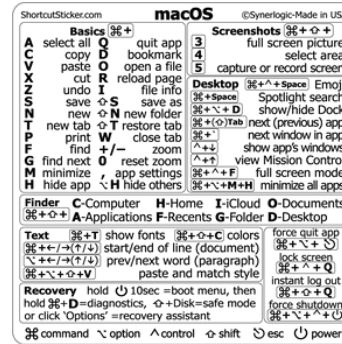 ShortcutSticker.com macOS ©Synerlogic-Made in US
Basics ⌘+
A select all Q quit app
C copy D bookmark
V paste O open a file
X cut R reload page
Z undo I file info
S save ⇧S save as
N new ⇧N new folder
T new tab ⇧T restore tab
P print W close tab
F find +/− zoom
G find next 0 reset zoom
M minimize , app settings
H hide app ⌥H hide others
Screenshots ⌘+⇧+
3 full screen picture
4 select area
5 capture or record screen
Desktop ⌘+^+Space Emoj
⌘+Space Spotlight search
⌘+⌥+D show/hide Dock
⌘+(⇧)Tab next (previous) app
⌘+` next window in app
^+↓ show app's windows
^+↑ view Mission Contro
⌘+^+F full screen mode
⌘+⌥+M+H minimize all apps
Finder C-Computer H-Home I-iCloud O-Documents
⌘+⇧+ A-Applications F-Recents G-Folder D-Desktop
Text ⌘+T show fonts ⌘+⇧+C colors
⌘+←/→(↑/↓) start/end of line (document)
⌥+←/→(↑/↓) prev/next word (paragraph)
⌘+⌥+⇧+V paste and match style
Recovery hold ⏻ 10sec =boot menu, then
hold ⌘+D=diagnostics, ⇧+Disk=safe mode
or click 'Options' =recovery assistant
force quit app
⌘+⌥+⎋
lock screen
⌘+^+Q
instant log out
⌘+⇧+Q
force shutdown
⌘+⌥+^+⏻
⌘ command ⌥ option ^ control ⇧ shift ⎋ esc ⏻ power